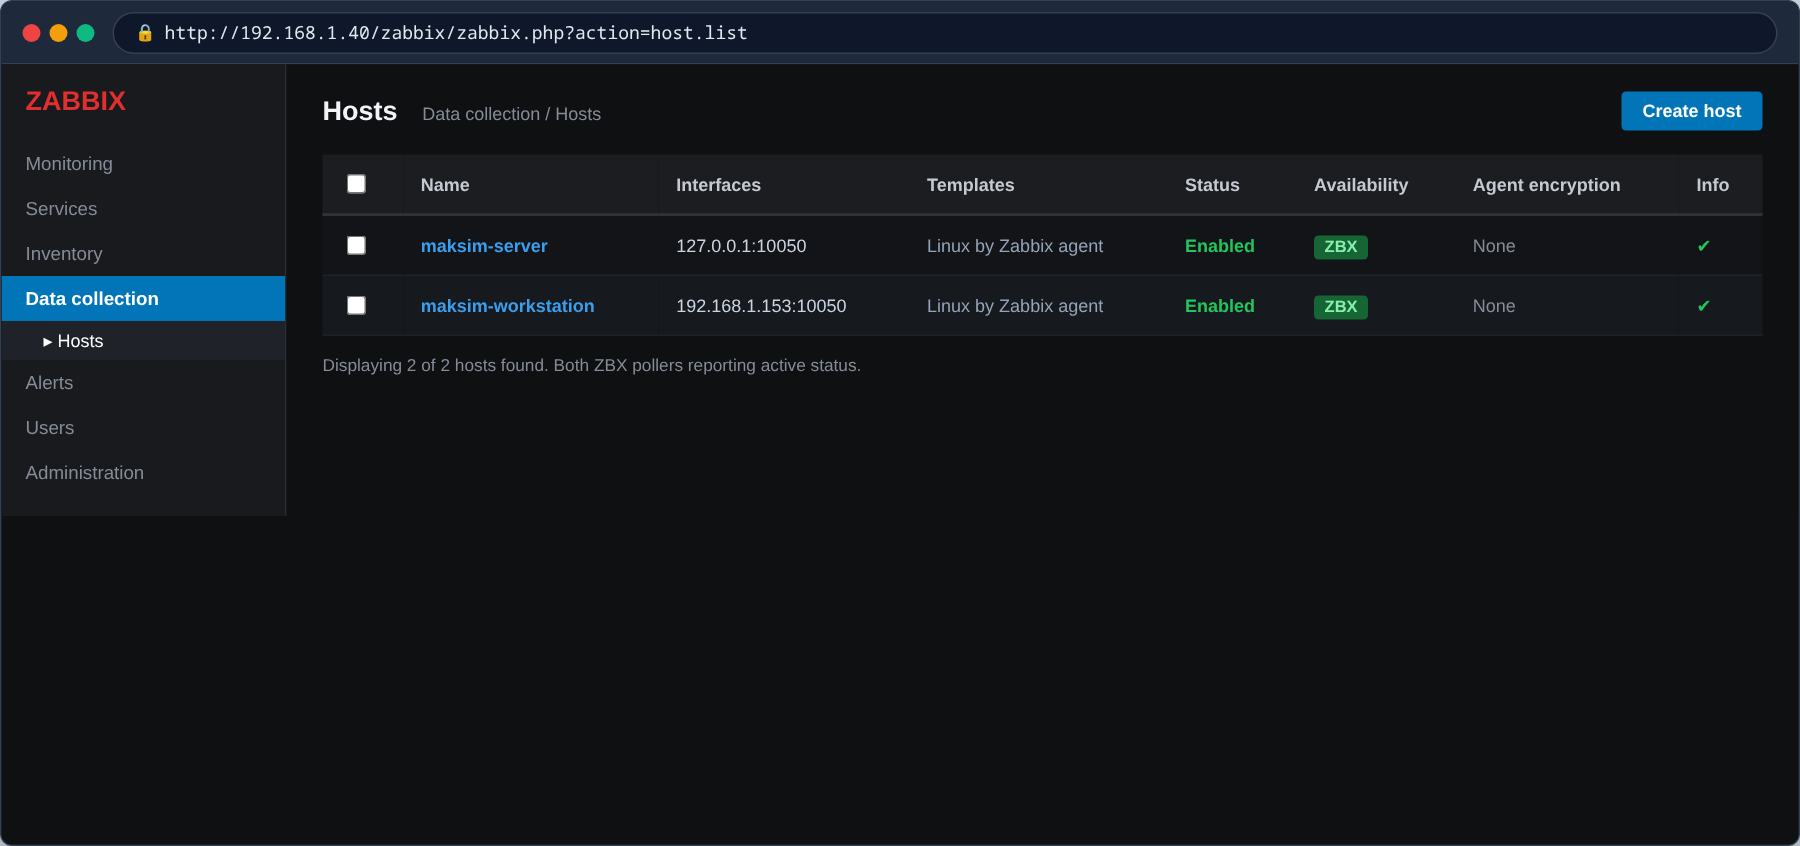 http://192.168.1.40/zabbix/zabbix.php?action=host.list
ZABBIX
Monitoring
Services
Inventory
Data collection
▸ Hosts
Alerts
Users
Administration
Hosts Data collection / Hosts Create host
Name Interfaces Templates Status Availability Agent encryption Info
maksim-server 127.0.0.1:10050 Linux by Zabbix agent Enabled ZBX None ✔
maksim-workstation 192.168.1.153:10050 Linux by Zabbix agent Enabled ZBX None ✔
Displaying 2 of 2 hosts found. Both ZBX pollers reporting active status.